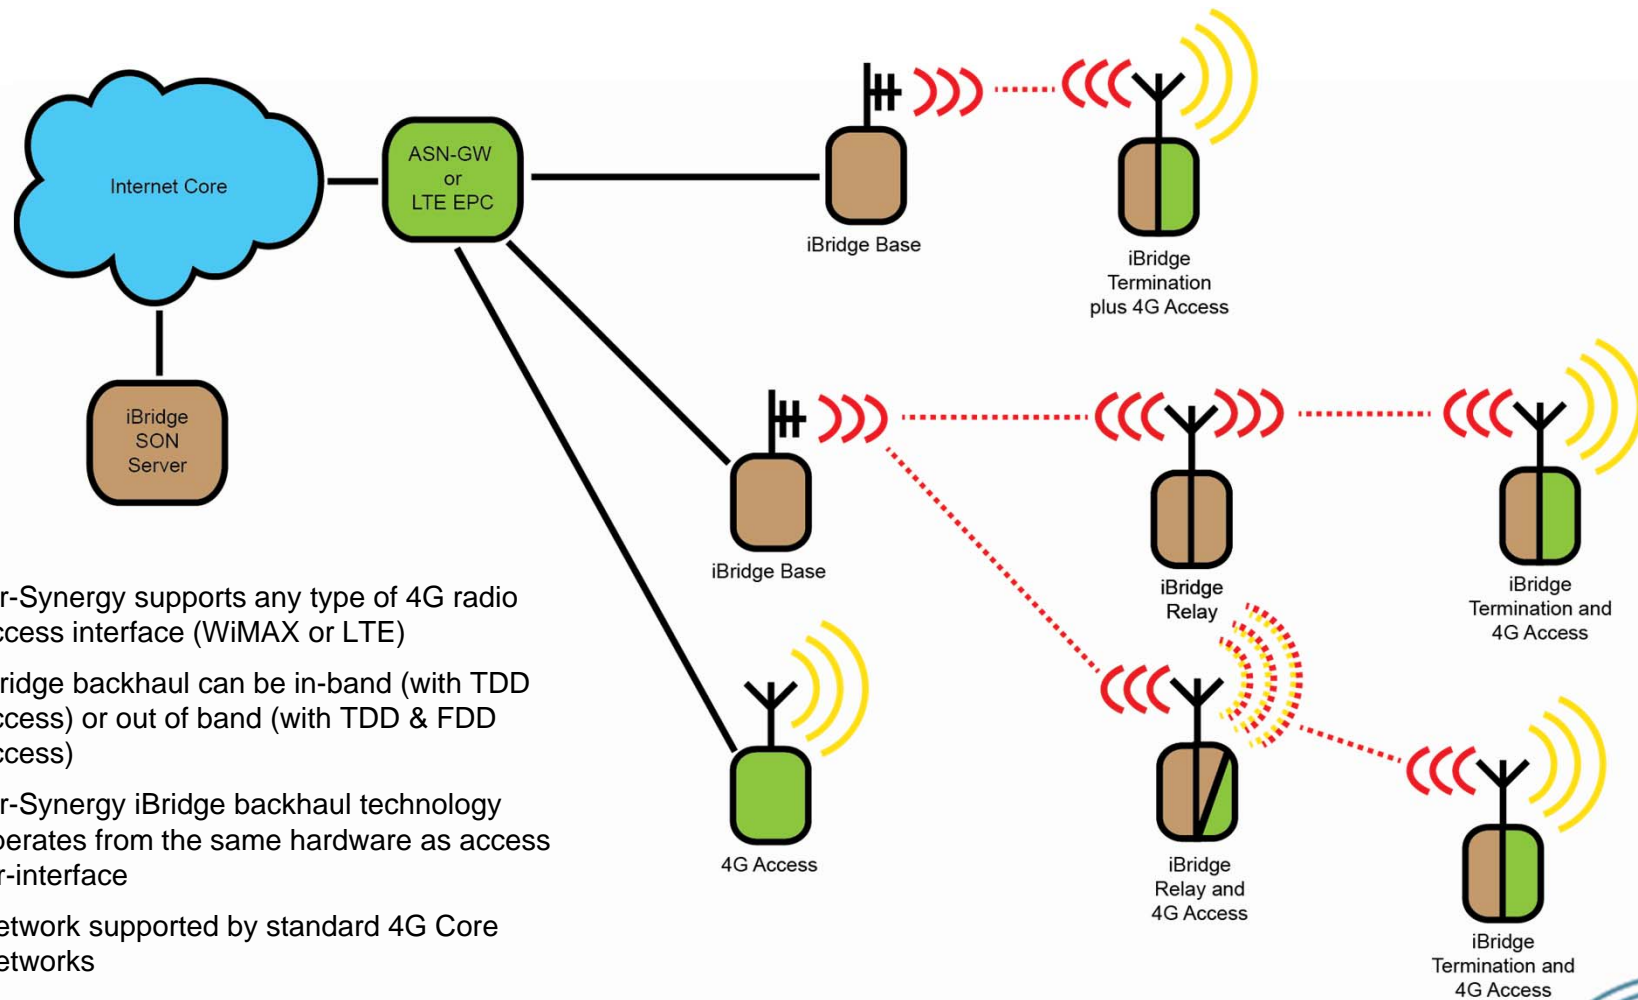 Internet Core
ASN-GW
or
LTE EPC
iBridge Base
iBridge
Termination
plus 4G Access
iBridge
SON
Server
iBridge Base
iBridge
Relay
iBridge
Termination and
4G Access
4G Access
iBridge
Relay and
4G Access
iBridge
Termination and
4G Access
r-Synergy supports any type of 4G radio
ccess interface (WiMAX or LTE)
ridge backhaul can be in-band (with TDD
ccess) or out of band (with TDD & FDD
ccess)
r-Synergy iBridge backhaul technology
perates from the same hardware as access
r-interface
etwork supported by standard 4G Core
etworks